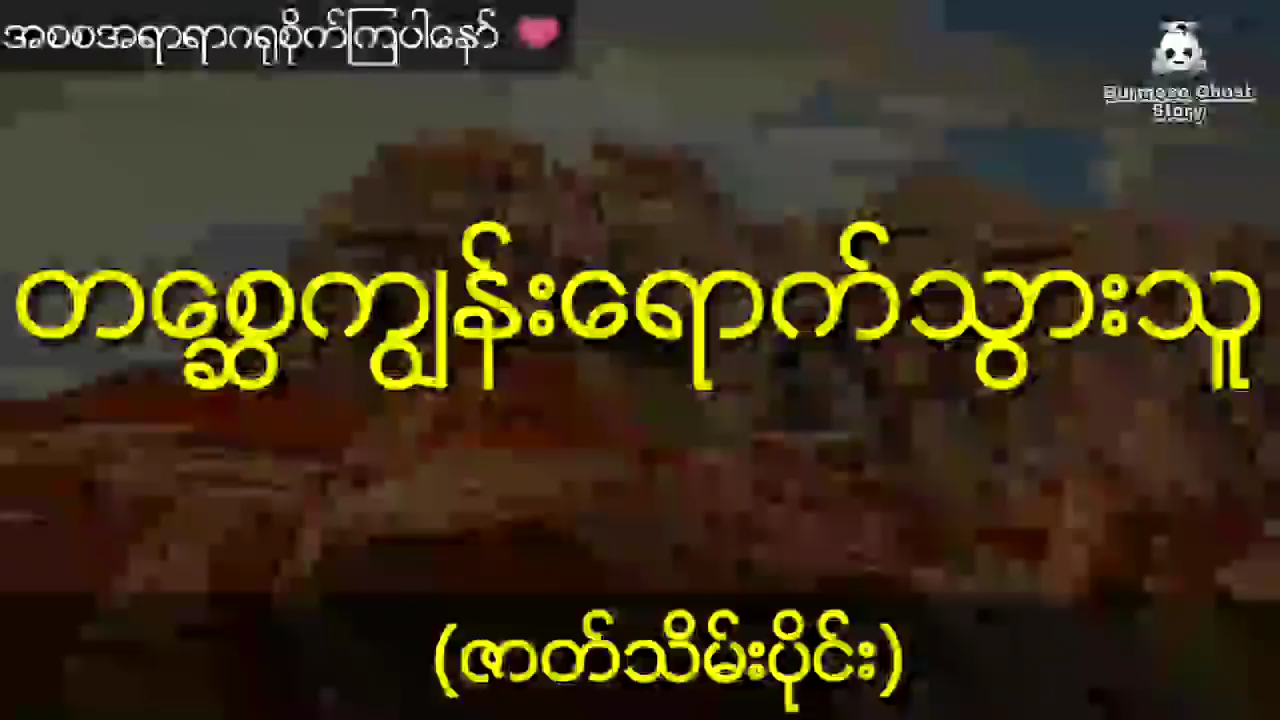 အစစအရာရာဂရုစိုက်ကြပါနော်
Burmese Ghost
Story
တစ္ဆေကျွန်းရောက်သွားသူ
(ဇာတ်သိမ်းပိုင်း)